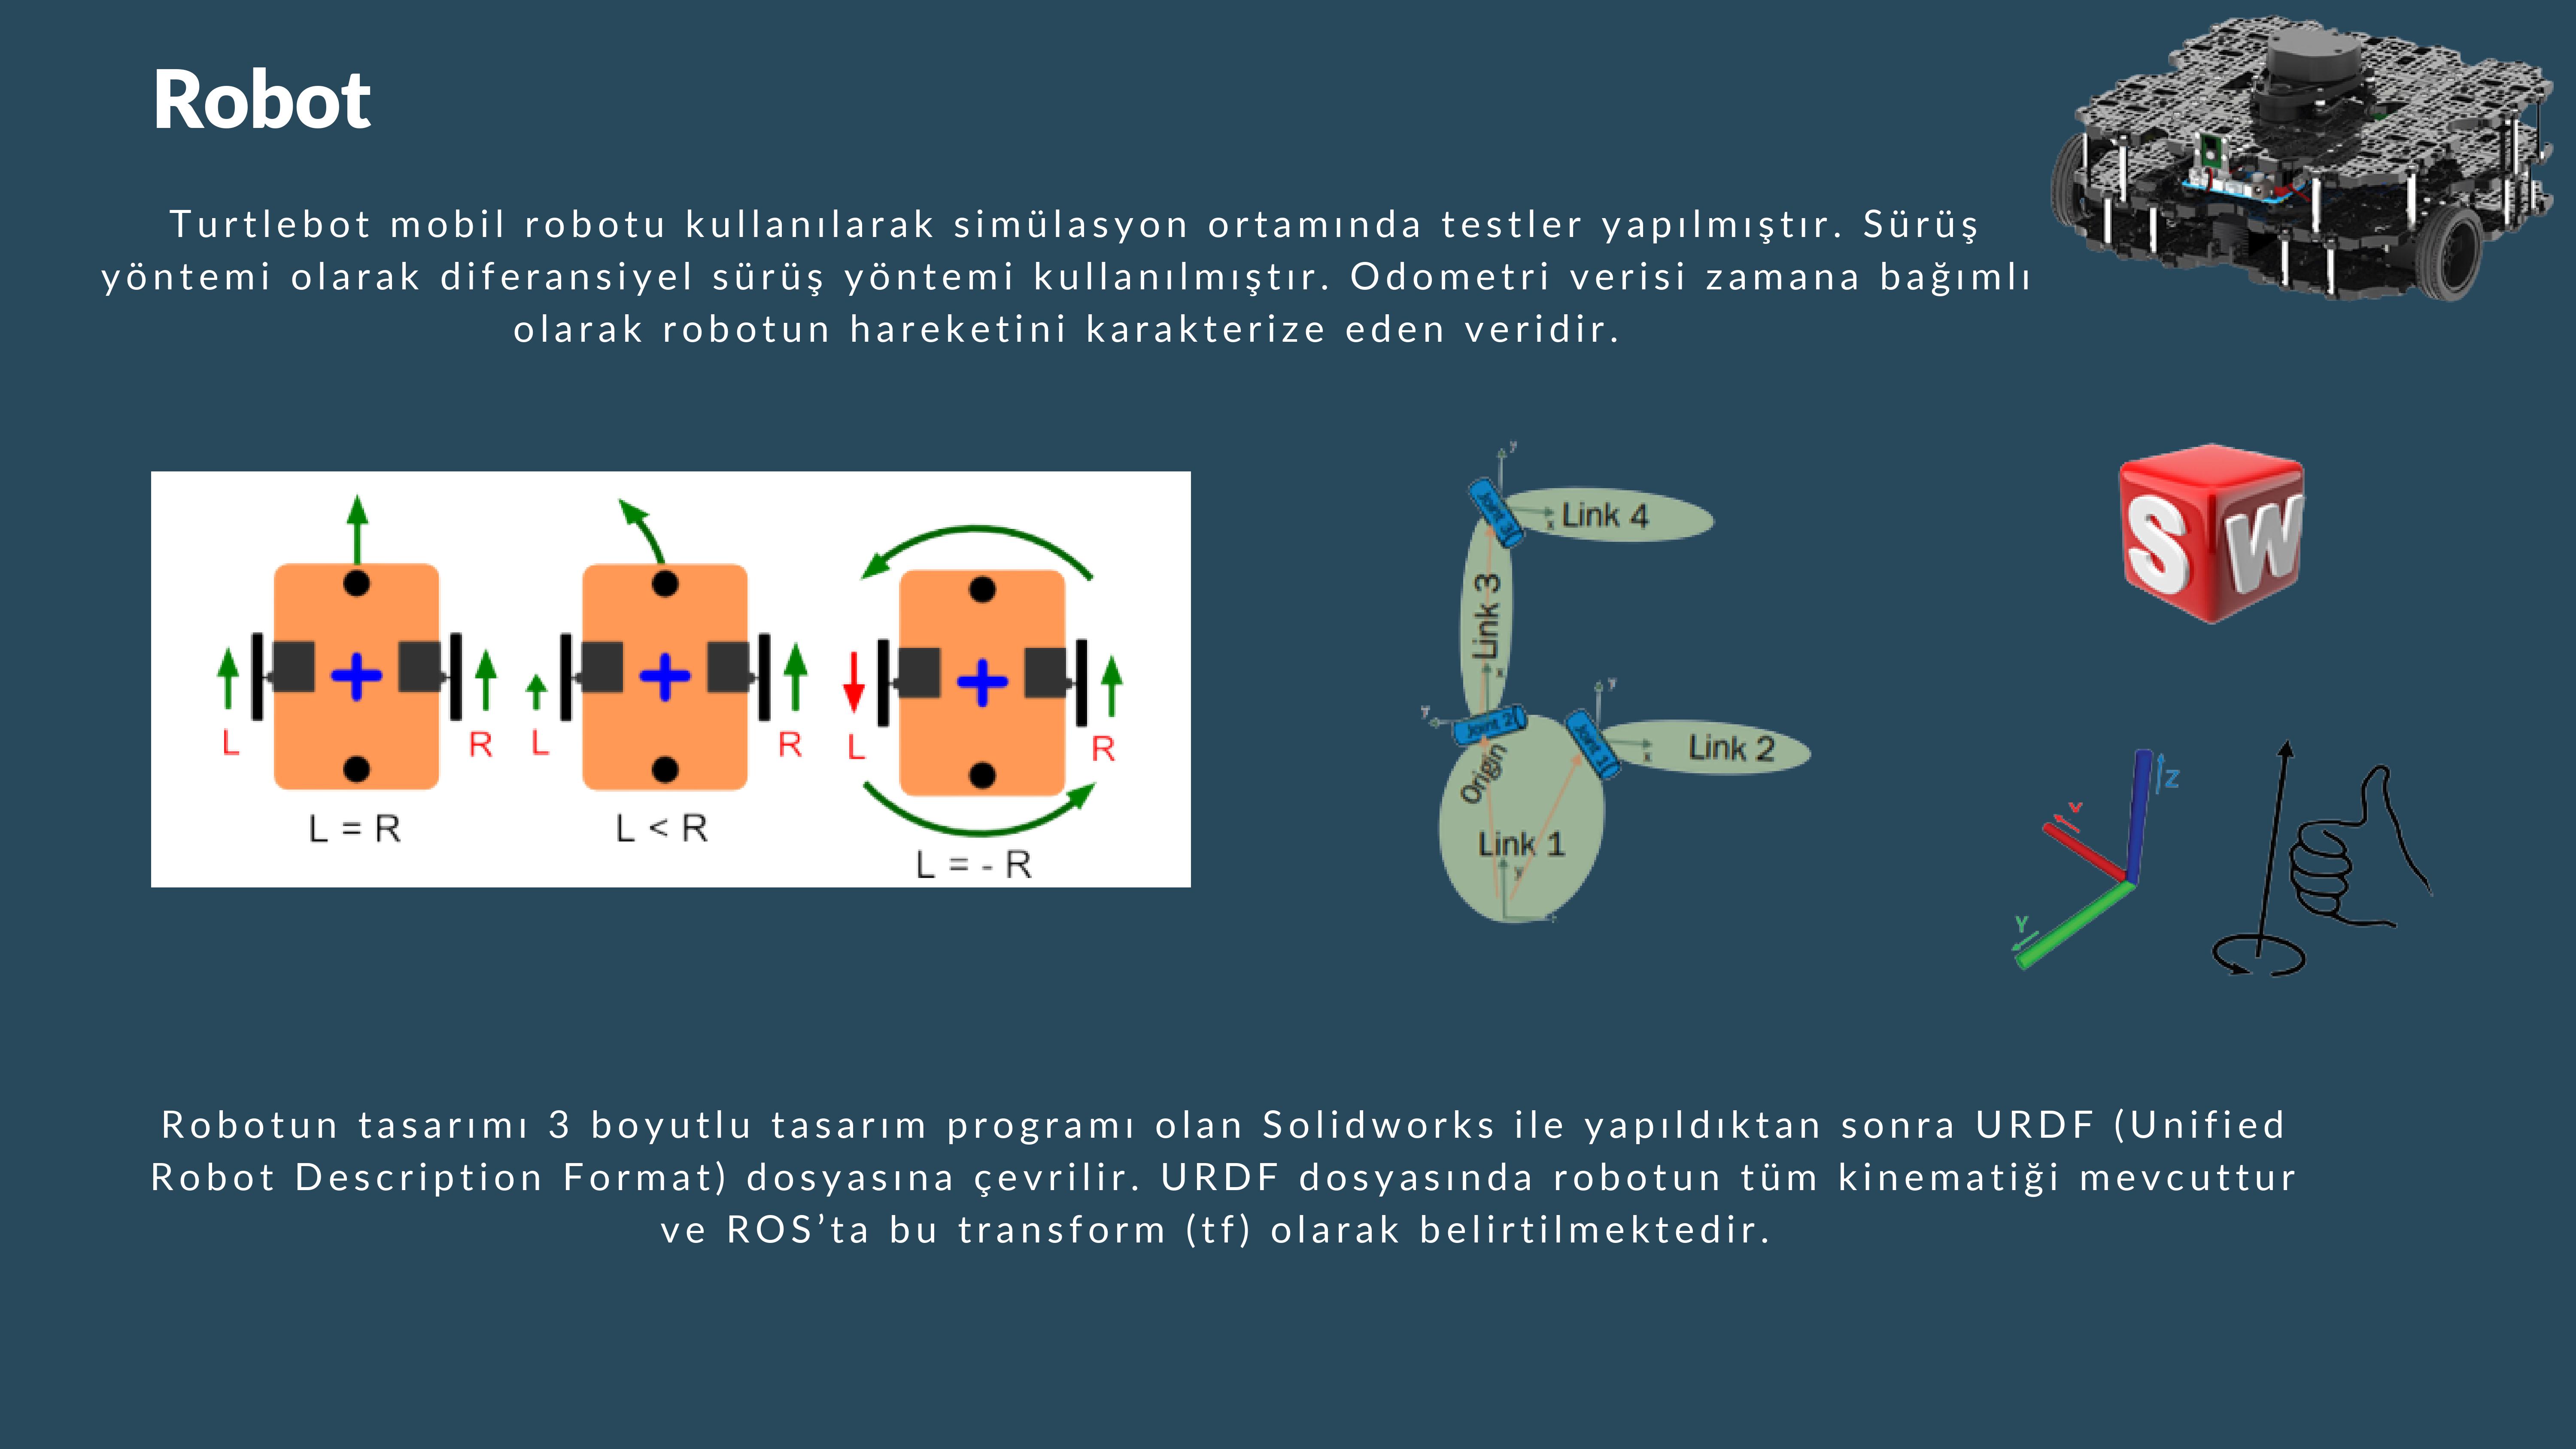 Robot
Turtlebot mobil robotu kullanılarak simülasyon ortamında testler yapılmıştır. Sürüş
yöntemi olarak diferansiyel sürüş yöntemi kullanılmıştır. Odometri verisi zamana bağımlı
olarak robotun hareketini karakterize eden veridir.
L R L R L R
L = R
L < R
L = - R
y
Joint 3
x Link 4
Link 3
x
y
Joint 2
Joint 1
x Link 2
Origin
Link 1
y
SW
Z
Y
Robotun tasarımı 3 boyutlu tasarım programı olan Solidworks ile yapıldıktan sonra URDF (Unified
Robot Description Format) dosyasına çevrilir. URDF dosyasında robotun tüm kinematiği mevcuttur
ve ROS’ta bu transform (tf) olarak belirtilmektedir.